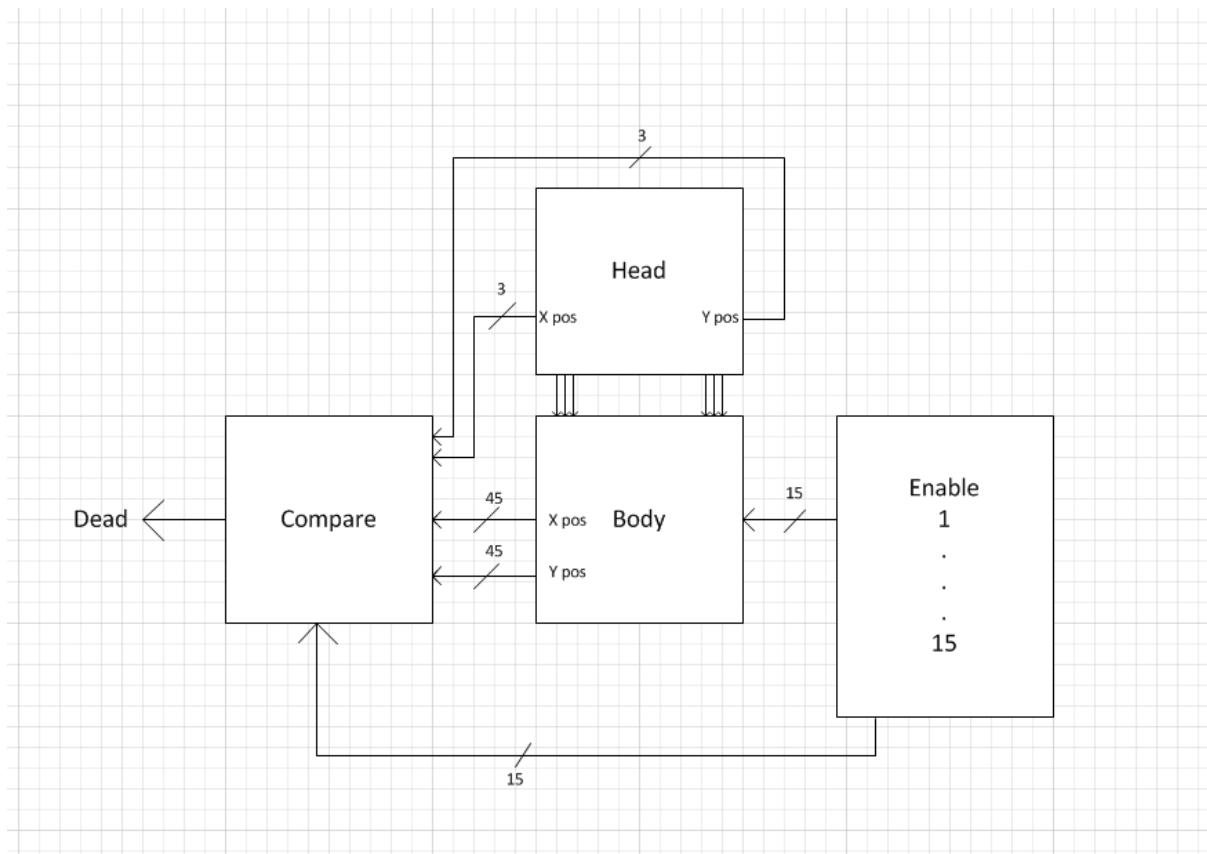 3
Head
3
X pos
Y pos
Enable
1
.
.
.
15
15
45
Dead
Compare
X pos
Body
45
Y pos
15